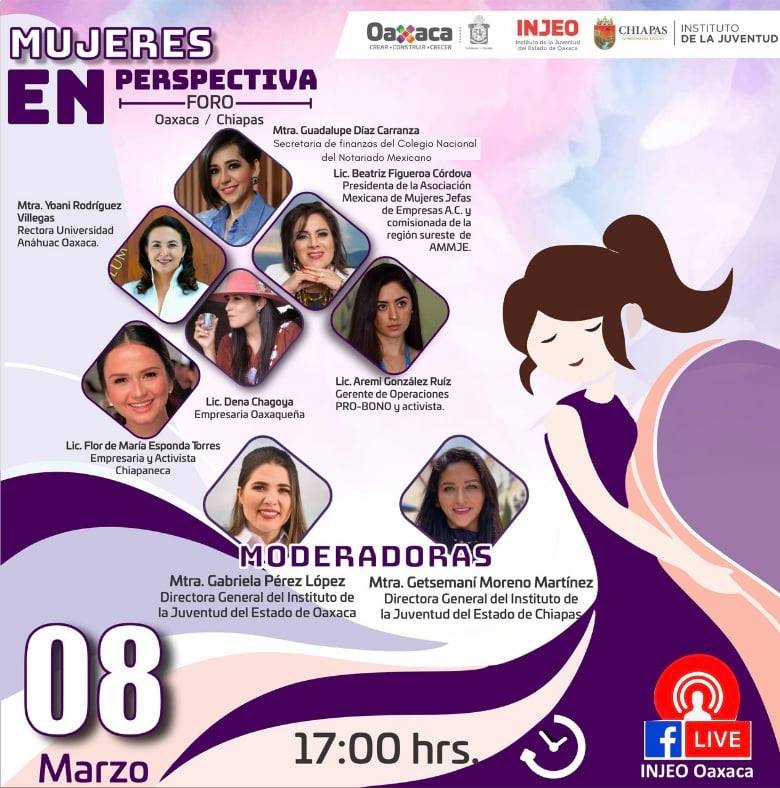 MUJERES
EN PERSPECTIVA
FORO
Oaxaca / Chiapas
Oaxaca
CREAR • CONSTRUIR • CRECER
INJEO
Instituto de la Juventud
del Estado de Oaxaca
CHIAPAS
INSTITUTO
DE LA JUVENTUD
Mtra. Guadalupe Díaz Carranza
Secretaria de finanzas del Colegio Nacional
del Notariado Mexicano
Lic. Beatriz Figueroa Córdova
Presidenta de la Asociación
Mexicana de Mujeres Jefas
de Empresas A.C. y
comisionada de la
región sureste de
AMMJE.
Mtra. Yoani Rodríguez
Villegas
Rectora Universidad
Anáhuac Oaxaca.
LUM
Lic. Dena Chagoya
Empresaria Oaxaqueña
Lic. Aremi González Ruíz
Gerente de Operaciones
PRO-BONO y activista.
Lic. Flor de María Esponda Torres
Empresaria y Activista
Chiapaneca
MODERADORAS
Mtra. Gabriela Pérez López
Directora General del Instituto de
la Juventud del Estado de Oaxaca
Mtra. Getsemaní Moreno Martínez
Directora General del Instituto de
la Juventud del Estado de Chiapas
08
Marzo
17:00 hrs.
f LIVE
INJEO Oaxaca